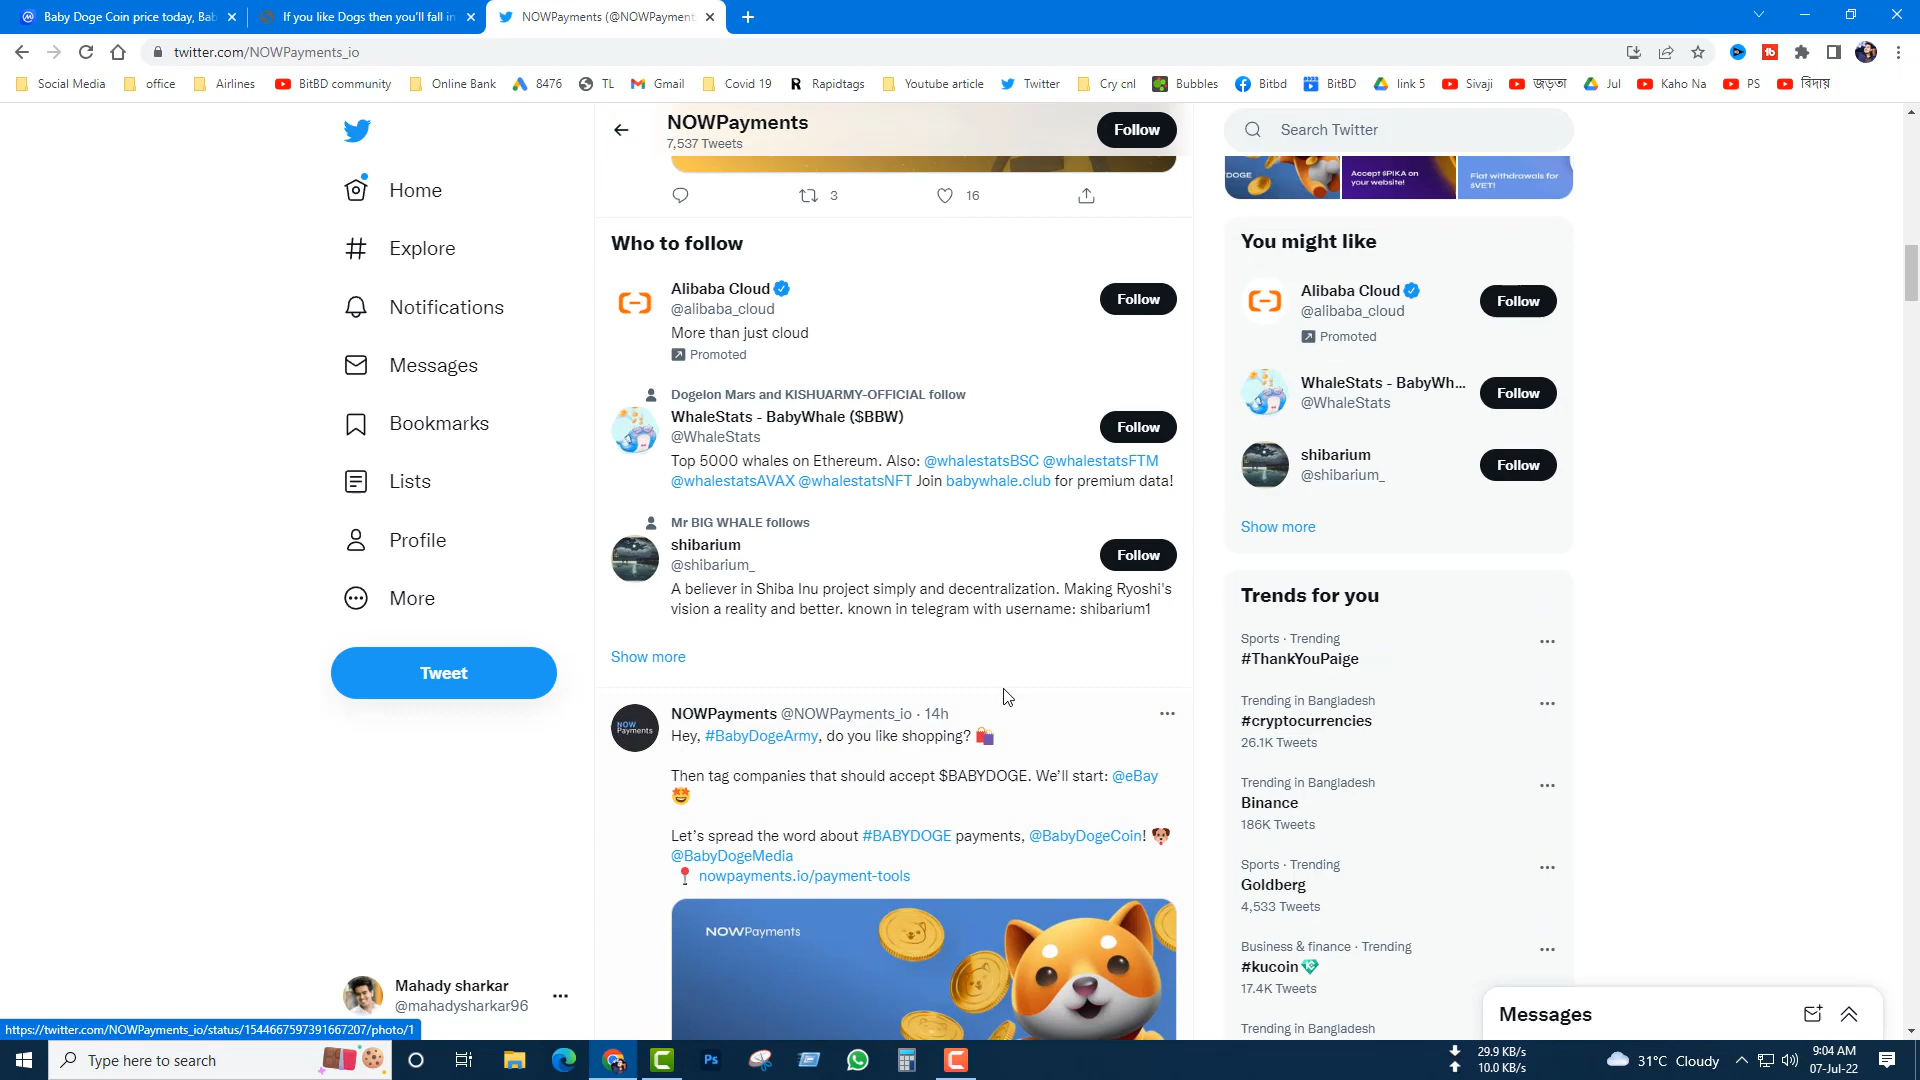 Baby Doge Coin price today, Bab
If you like Dogs then you'll fall in
NOWPayments (@NOWPayment
twitter.com/NOWPayments_io
Social Media
office
Airlines
BitBD community
Online Bank
8476
TL
Gmail
Covid 19
Rapidtags
Youtube article
Twitter
Cry cnl
Bubbles
Bitbd
BitBD
link 5
Sivaji
জড়তা
Jul
Kaho Na
PS
বিদায়
Home
Explore
Notifications
Messages
Bookmarks
Lists
Profile
More
Tweet
Mahady sharkar
@mahadysharkar96
NOWPayments
7,537 Tweets
Follow
3
16
Who to follow
Alibaba Cloud
@alibaba_cloud
More than just cloud
Promoted
Follow
Dogelon Mars and KISHUARMY-OFFICIAL follow
WhaleStats - BabyWhale ($BBW)
@WhaleStats
Follow
Top 5000 whales on Ethereum. Also: @whalestatsBSC @whalestatsFTM
@whalestatsAVAX @whalestatsNFT Join babywhale.club for premium data!
Mr BIG WHALE follows
shibarium
@shibarium_
Follow
A believer in Shiba Inu project simply and decentralization. Making Ryoshi's
vision a reality and better. known in telegram with username: shibarium1
Show more
NOWPayments @NOWPayments_io · 14h
Hey, #BabyDogeArmy, do you like shopping?
Then tag companies that should accept $BABYDOGE. We'll start: @eBay
Let's spread the word about #BABYDOGE payments, @BabyDogeCoin!
@BabyDogeMedia
nowpayments.io/payment-tools
NOWPayments
Search Twitter
DOGE
Accept $PIKA on
your website!
Fiat withdrawals for
$VET!
You might like
Alibaba Cloud
@alibaba_cloud
Promoted
Follow
WhaleStats - BabyWh...
@WhaleStats
Follow
shibarium
@shibarium_
Follow
Show more
Trends for you
Sports · Trending
#ThankYouPaige
Trending in Bangladesh
#cryptocurrencies
26.1K Tweets
Trending in Bangladesh
Binance
186K Tweets
Sports · Trending
Goldberg
4,533 Tweets
Business & finance · Trending
#kucoin
17.4K Tweets
Trending in Bangladesh
Messages
https://twitter.com/NOWPayments_io/status/1544667597391667207/photo/1
Type here to search
Ps
29.9 KB/s
10.0 KB/s
31°C Cloudy
9:04 AM
07-Jul-22